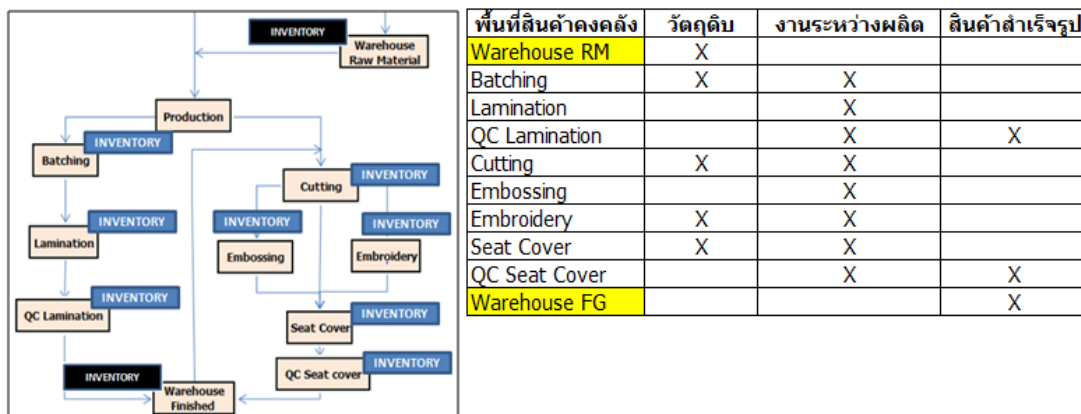 INVENTORY
Warehouse
Raw Material
Production
INVENTORY
Batching
INVENTORY
Cutting
INVENTORY
INVENTORY
INVENTORY
Lamination
Embossing
Embroidery
INVENTORY
QC Lamination
INVENTORY
Seat Cover
INVENTORY
QC Seat cover
INVENTORY
Warehouse
Finished
พื้นที่สินค้าคงคลัง วัตถุดิบ งานระหว่างผลิต สินค้าสำเร็จรูป
Warehouse RM X
Batching X X
Lamination X
QC Lamination X X
Cutting X X
Embossing X
Embroidery X X
Seat Cover X X
QC Seat Cover X X
Warehouse FG X